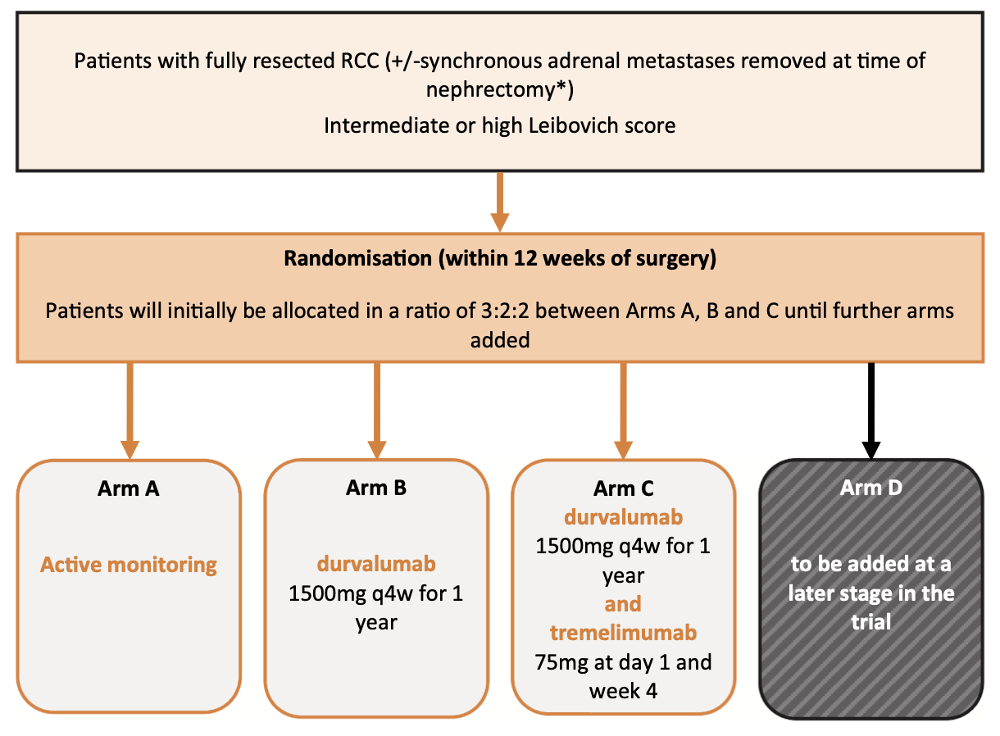 Patients with fully resected RCC (+/-synchronous adrenal metastases removed at time of
nephrectomy*)
Intermediate or high Leibovich score
Randomisation (within 12 weeks of surgery)
Patients will initially be allocated in a ratio of 3:2:2 between Arms A, B and C until further arms
added
Arm A
Active monitoring
Arm B
durvalumab
1500mg q4w for 1
year
Arm C
durvalumab
1500mg q4w for 1
year
and
tremelimumab
75mg at day 1 and
week 4
Arm D
to be added at a
later stage in the
trial